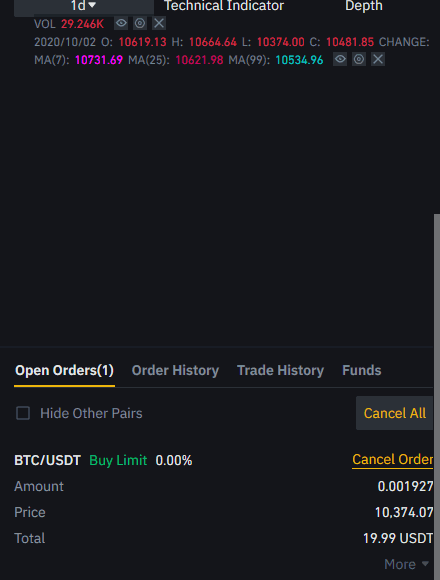 1d Technical Indicator Depth
VOL 29.246K
2020/10/02 O: 10619.13 H: 10664.64 L: 10374.00 C: 10481.85 CHANGE:
MA(7): 10731.69 MA(25): 10621.98 MA(99): 10534.96
Open Orders(1) Order History Trade History Funds
Hide Other Pairs Cancel All
BTC/USDT Buy Limit 0.00% Cancel Order
Amount 0.001927
Price 10,374.07
Total 19.99 USDT
More